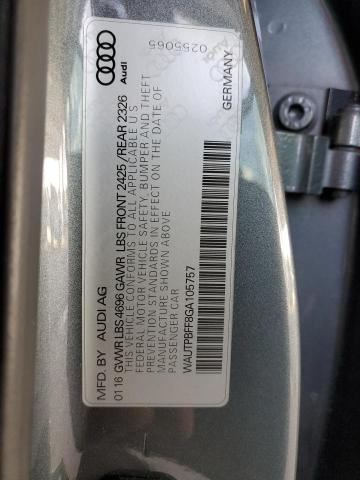 MFD. BY AUDI AG
0116 GVWR LBS 4696 GAWR LBS FRONT 2425 /REAR 2326
THIS VEHICLE CONFORMS TO ALL APPLICABLE U.S.
FEDERAL MOTOR VEHICLE SAFETY, BUMPER AND THEFT
PREVENTION STANDARDS IN EFFECT ON THE DATE OF
MANUFACTURE SHOWN ABOVE
PASSENGER CAR
WAUTPBFF8GA105757
GERMANY
Audi
0255065